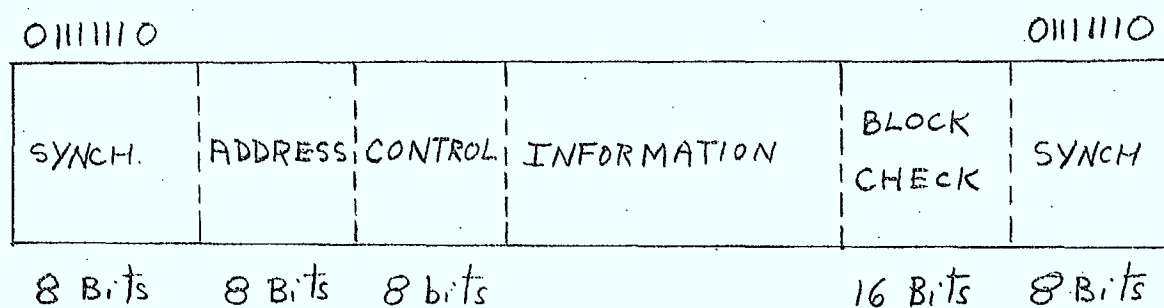 01111110 01111110
SYNCH. ADDRESS CONTROL INFORMATION BLOCK CHECK SYNCH
8 Bits 8 Bits 8 bits 16 Bits 8 Bits